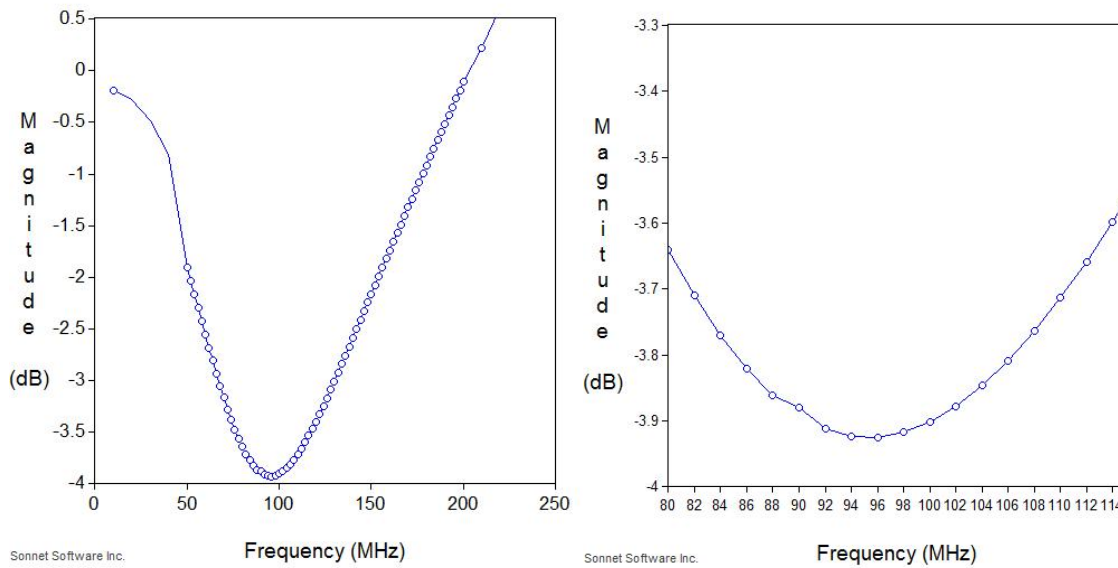 0.5
0
-0.5
-1
-1.5
-2
-2.5
-3
-3.5
-4
Magnitude
(dB)
0 50 100 150 200 250
Frequency (MHz)
Sonnet Software Inc.
-3.3
-3.4
-3.5
-3.6
-3.7
-3.8
-3.9
-4
Magnitude
(dB)
80 82 84 86 88 90 92 94 96 98 100 102 104 106 108 110 112 114
Frequency (MHz)
Sonnet Software Inc.